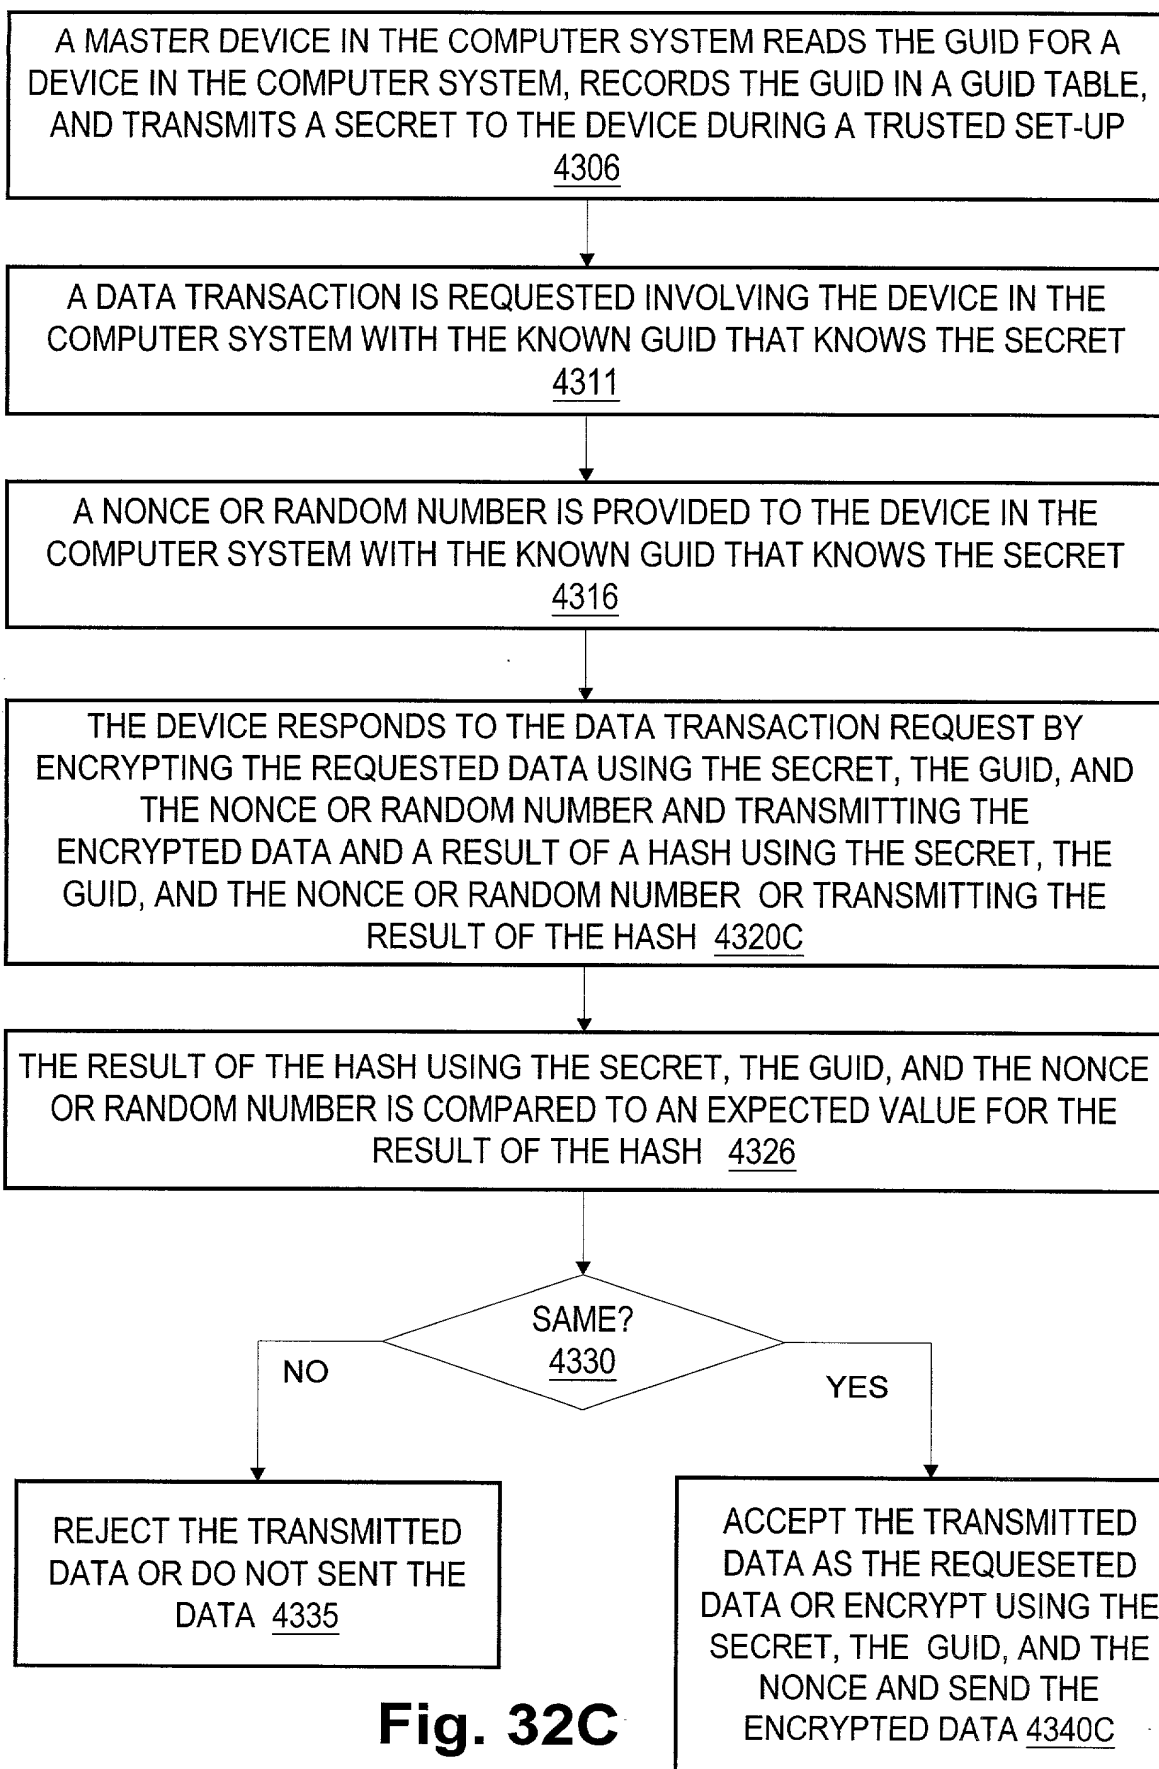 A MASTER DEVICE IN THE COMPUTER SYSTEM READS THE GUID FOR A
DEVICE IN THE COMPUTER SYSTEM, RECORDS THE GUID IN A GUID TABLE,
AND TRANSMITS A SECRET TO THE DEVICE DURING A TRUSTED SET-UP
4306
A DATA TRANSACTION IS REQUESTED INVOLVING THE DEVICE IN THE
COMPUTER SYSTEM WITH THE KNOWN GUID THAT KNOWS THE SECRET
4311
A NONCE OR RANDOM NUMBER IS PROVIDED TO THE DEVICE IN THE
COMPUTER SYSTEM WITH THE KNOWN GUID THAT KNOWS THE SECRET
4316
THE DEVICE RESPONDS TO THE DATA TRANSACTION REQUEST BY
ENCRYPTING THE REQUESTED DATA USING THE SECRET, THE GUID, AND
THE NONCE OR RANDOM NUMBER AND TRANSMITTING THE
ENCRYPTED DATA AND A RESULT OF A HASH USING THE SECRET, THE
GUID, AND THE NONCE OR RANDOM NUMBER OR TRANSMITTING THE
RESULT OF THE HASH 4320C
THE RESULT OF THE HASH USING THE SECRET, THE GUID, AND THE NONCE
OR RANDOM NUMBER IS COMPARED TO AN EXPECTED VALUE FOR THE
RESULT OF THE HASH 4326
SAME?
4330
NO
YES
REJECT THE TRANSMITTED
DATA OR DO NOT SENT THE
DATA 4335
ACCEPT THE TRANSMITTED
DATA AS THE REQUESETED
DATA OR ENCRYPT USING THE
SECRET, THE GUID, AND THE
NONCE AND SEND THE
ENCRYPTED DATA 4340C
Fig. 32C